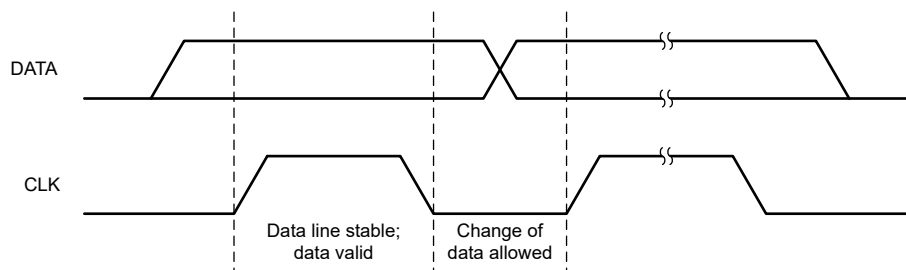 DATA
CLK
Data line stable;
data valid
Change of
data allowed